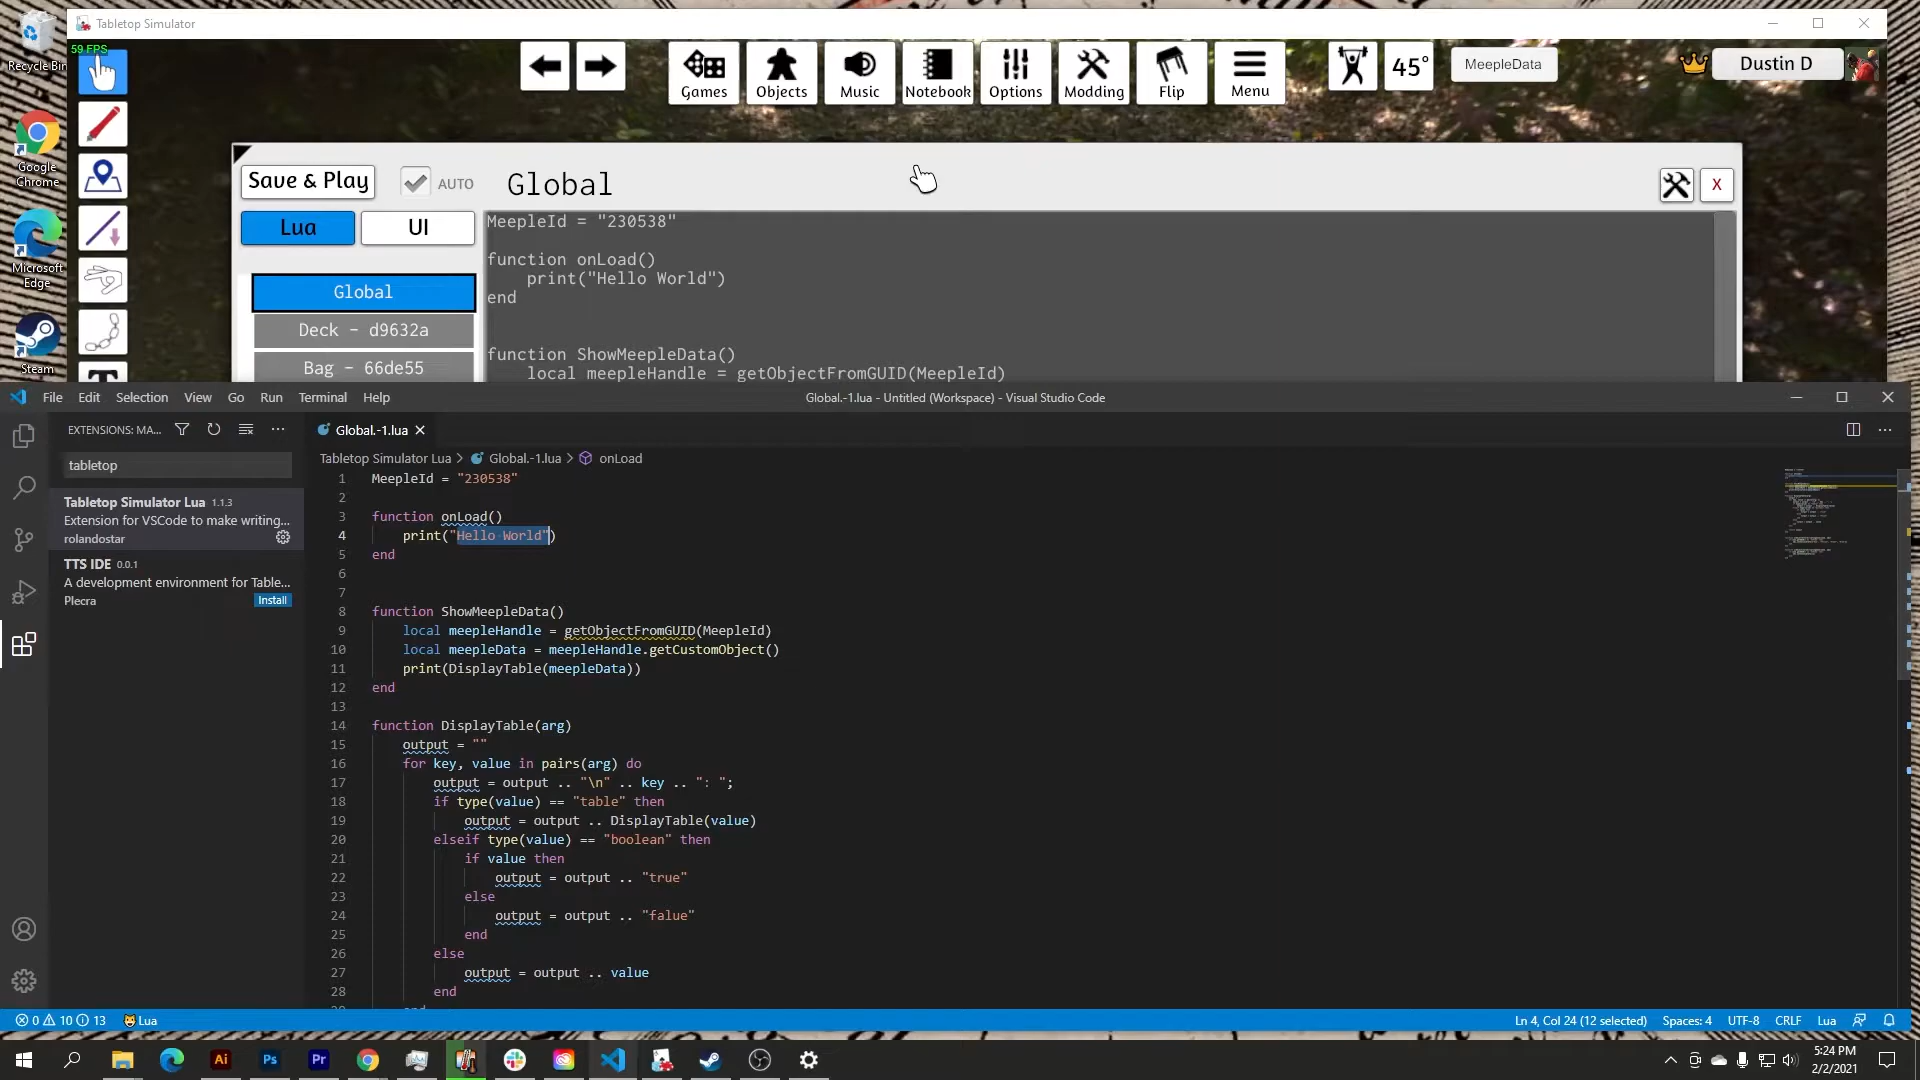 Tabletop Simulator
59 FPS
Recycle Bin
Google
Chrome
Microsoft
Edge
Steam
Games
Objects
Music
Notebook
Options
Modding
Flip
Menu
45°
MeepleData
Dustin D
Save & Play
AUTO
Global
X
Lua
UI
Global
Deck - d9632a
Bag - 66de55
MeepleId = "230538"
function onLoad()
print("Hello World")
end
function ShowMeepleData()
local meepleHandle = getObjectFromGUID(MeepleId)
File Edit Selection View Go Run Terminal Help
Global.-1.lua - Untitled (Workspace) - Visual Studio Code
EXTENSIONS: MA...
tabletop
Tabletop Simulator Lua 1.1.3
Extension for VSCode to make writing...
rolandostar
TTS IDE 0.0.1
A development environment for Table...
Plecra
Install
Global.-1.lua
Tabletop Simulator Lua > Global.-1.lua > onLoad
1 MeepleId = "230538"
2
3 function onLoad()
4 print("Hello World")
5 end
6
7
8 function ShowMeepleData()
9 local meepleHandle = getObjectFromGUID(MeepleId)
10 local meepleData = meepleHandle.getCustomObject()
11 print(DisplayTable(meepleData))
12 end
13
14 function DisplayTable(arg)
15 output = ""
16 for key, value in pairs(arg) do
17 output = output .. "\n" .. key .. ": ";
18 if type(value) == "table" then
19 output = output .. DisplayTable(value)
20 elseif type(value) == "boolean" then
21 if value then
22 output = output .. "true"
23 else
24 output = output .. "false"
25 end
26 else
27 output = output .. value
28 end
0 10 13 Lua
Ln 4, Col 24 (12 selected) Spaces: 4 UTF-8 CRLF Lua
Ai
Ps
Pr
5:24 PM
2/2/2021